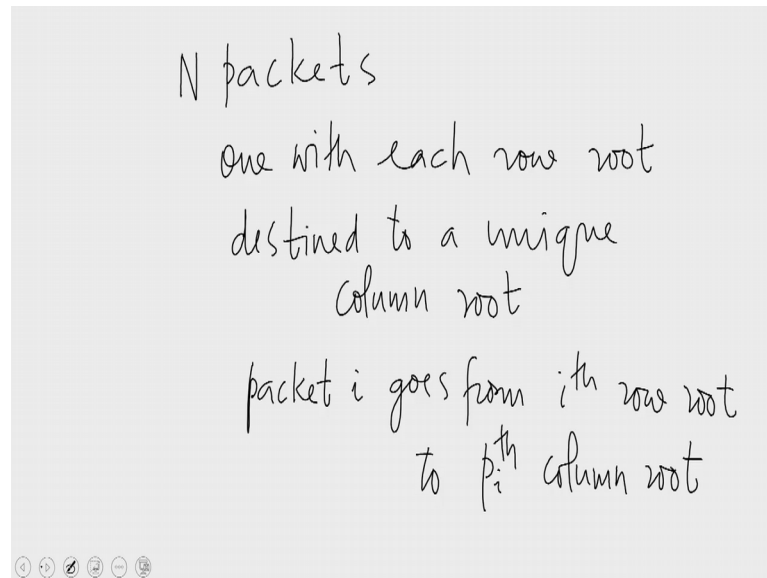 N packets
one with each row root
destined to a unique
column root
packet i goes from iᵗʰ row root
to pᵢᵗʰ column root